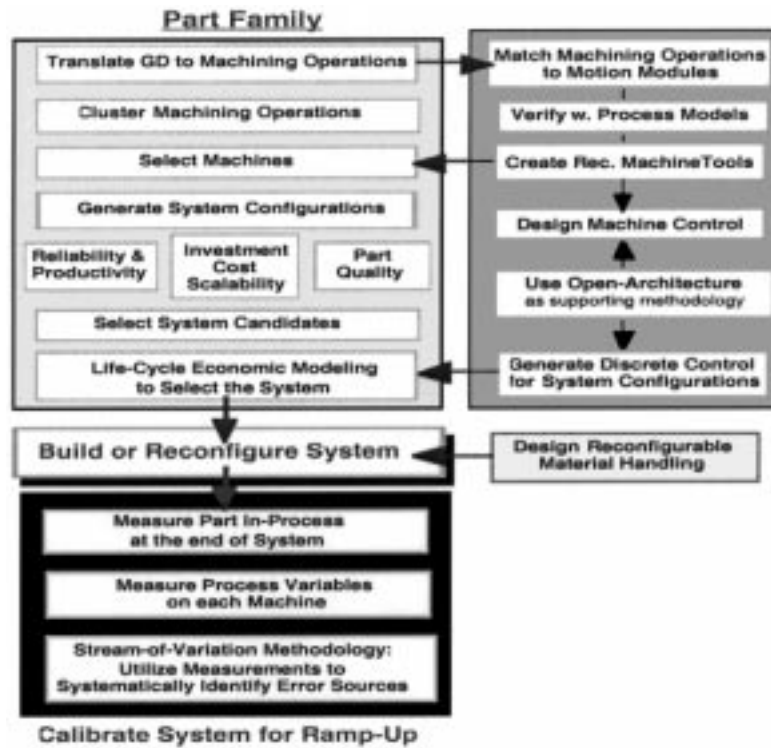 Part Family
Translate GD to Machining Operations
Cluster Machining Operations
Select Machines
Generate System Configurations
Reliability &
Productivity
Investment
Cost
Scalability
Part
Quality
Select System Candidates
Life-Cycle Economic Modeling
to Select the System
Match Machining Operations
to Motion Modules
Verify w. Process Models
Create Rec. MachineTools
Design Machine Control
Use Open-Architecture
as supporting methodology
Generate Discrete Control
for System Configurations
Build or Reconfigure System
Design Reconfigurable
Material Handling
Measure Part In-Process
at the end of System
Measure Process Variables
on each Machine
Stream-of-Variation Methodology:
Utilize Measurements to
Systematically Identify Error Sources
Calibrate System for Ramp-Up